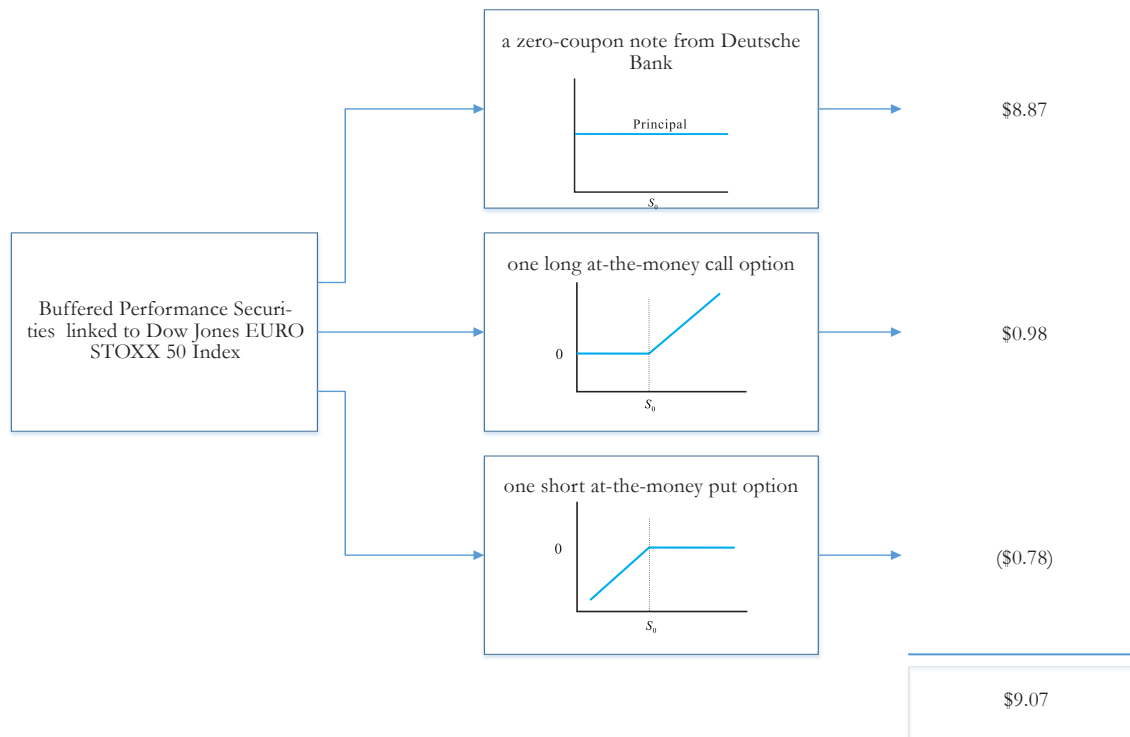 a zero-coupon note from Deutsche
Bank
Principal
S₀
$8.87
Buffered Performance Securi-
ties linked to Dow Jones EURO
STOXX 50 Index
one long at-the-money call option
0
S₀
$0.98
one short at-the-money put option
0
S₀
($0.78)
$9.07